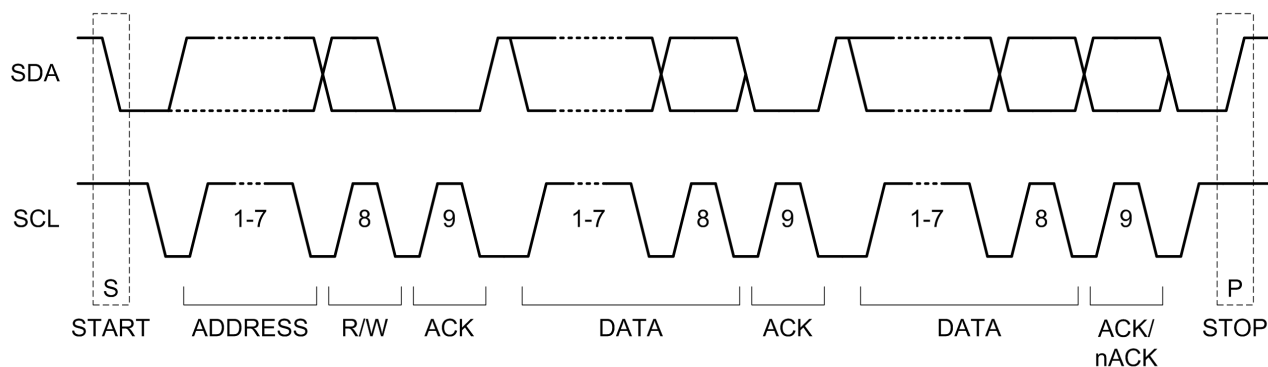 SDA
SCL
1-7 8 9 1-7 8 9 1-7 8 9
S P
START ADDRESS R/W ACK DATA ACK DATA ACK/ STOP
nACK